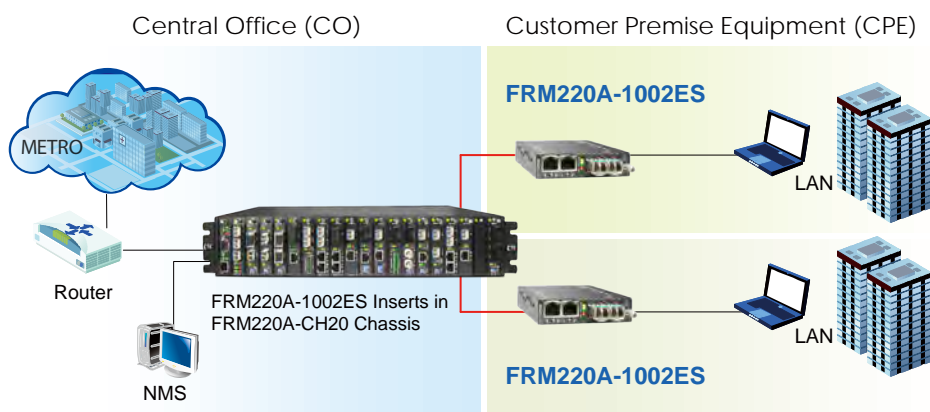 Central Office (CO)
Customer Premise Equipment (CPE)
METRO
Router
NMS
FRM220A-1002ES Inserts in
FRM220A-CH20 Chassis
FRM220A-1002ES
LAN
LAN
FRM220A-1002ES